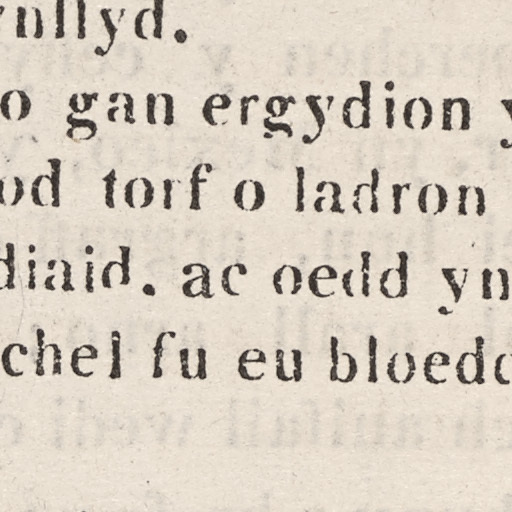 ynllyd.
o gan ergydion y
od torf o ladron
diaid. ac oedd yn
chel fu eu bloedd